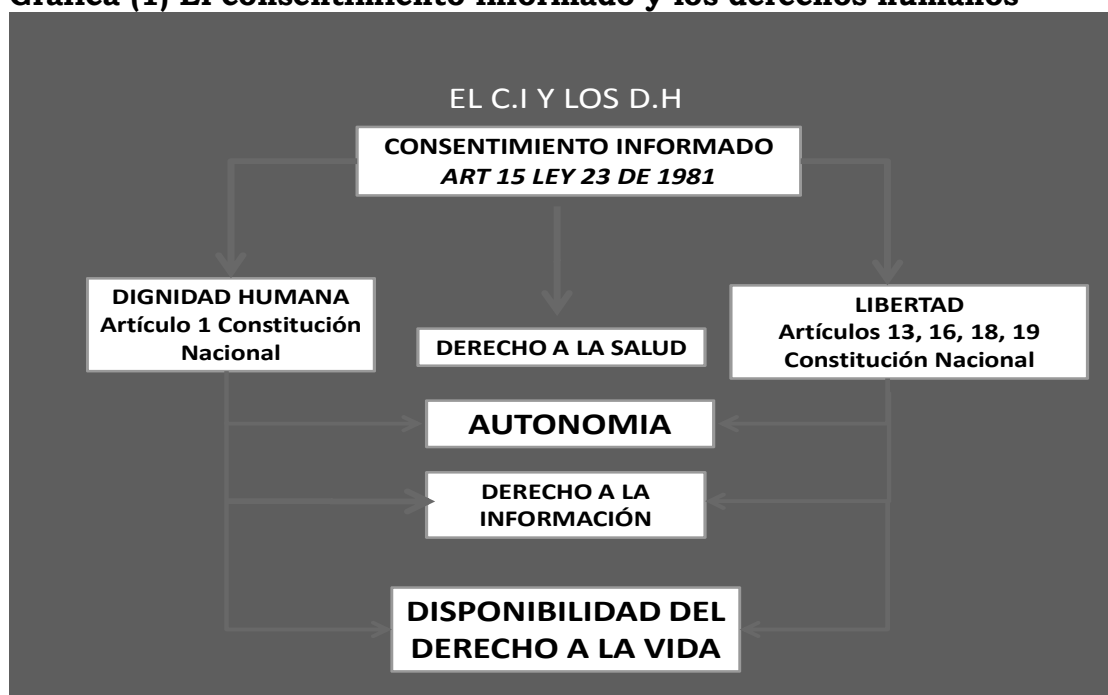 Gráfica (1) El consentimiento informado y los derechos humanos
EL C.I Y LOS D.H
CONSENTIMIENTO INFORMADO
ART 15 LEY 23 DE 1981
DIGNIDAD HUMANA
Artículo 1 Constitución
Nacional
DERECHO A LA SALUD
LIBERTAD
Artículos 13, 16, 18, 19
Constitución Nacional
AUTONOMIA
DERECHO A LA
INFORMACIÓN
DISPONIBILIDAD DEL
DERECHO A LA VIDA